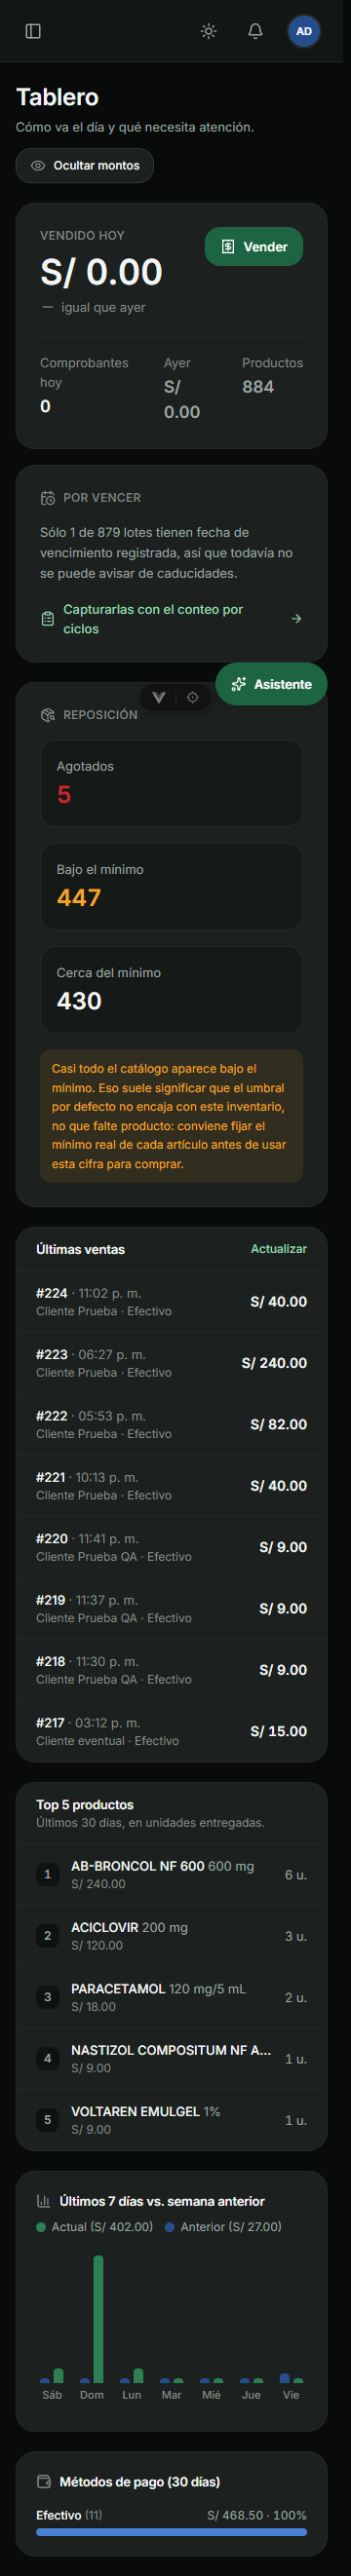 AD
Tablero
Cómo va el día y qué necesita atención.
Ocultar montos
VENDIDO HOY
Vender
S/ 0.00
— igual que ayer
Comprobantes
hoy
0
Ayer
S/
0.00
Productos
884
POR VENCER
Sólo 1 de 879 lotes tienen fecha de
vencimiento registrada, así que todavía no
se puede avisar de caducidades.
Capturarlas con el conteo por
ciclos
Asistente
REPOSICIÓN
Agotados
5
Bajo el mínimo
447
Cerca del mínimo
430
Casi todo el catálogo aparece bajo el
mínimo. Eso suele significar que el umbral
por defecto no encaja con este inventario,
no que falte producto: conviene fijar el
mínimo real de cada artículo antes de usar
esta cifra para comprar.
Últimas ventas
Actualizar
#224 · 11:02 p. m.
Cliente Prueba · Efectivo
S/ 40.00
#223 · 06:27 p. m.
Cliente Prueba · Efectivo
S/ 240.00
#222 · 05:53 p. m.
Cliente Prueba · Efectivo
S/ 82.00
#221 · 10:13 p. m.
Cliente Prueba · Efectivo
S/ 40.00
#220 · 11:41 p. m.
Cliente Prueba QA · Efectivo
S/ 9.00
#219 · 11:37 p. m.
Cliente Prueba QA · Efectivo
S/ 9.00
#218 · 11:30 p. m.
Cliente Prueba QA · Efectivo
S/ 9.00
#217 · 03:12 p. m.
Cliente eventual · Efectivo
S/ 15.00
Top 5 productos
Últimos 30 días, en unidades entregadas.
1
AB-BRONCOL NF 600 600 mg
S/ 240.00
6 u.
2
ACICLOVIR 200 mg
S/ 120.00
3 u.
3
PARACETAMOL 120 mg/5 mL
S/ 18.00
2 u.
4
NASTIZOL COMPOSITUM NF A...
S/ 9.00
1 u.
5
VOLTAREN EMULGEL 1%
S/ 9.00
1 u.
Últimos 7 días vs. semana anterior
Actual (S/ 402.00)
Anterior (S/ 27.00)
Sáb Dom Lun Mar Mié Jue Vie
Métodos de pago (30 días)
Efectivo (11)
S/ 468.50 · 100%